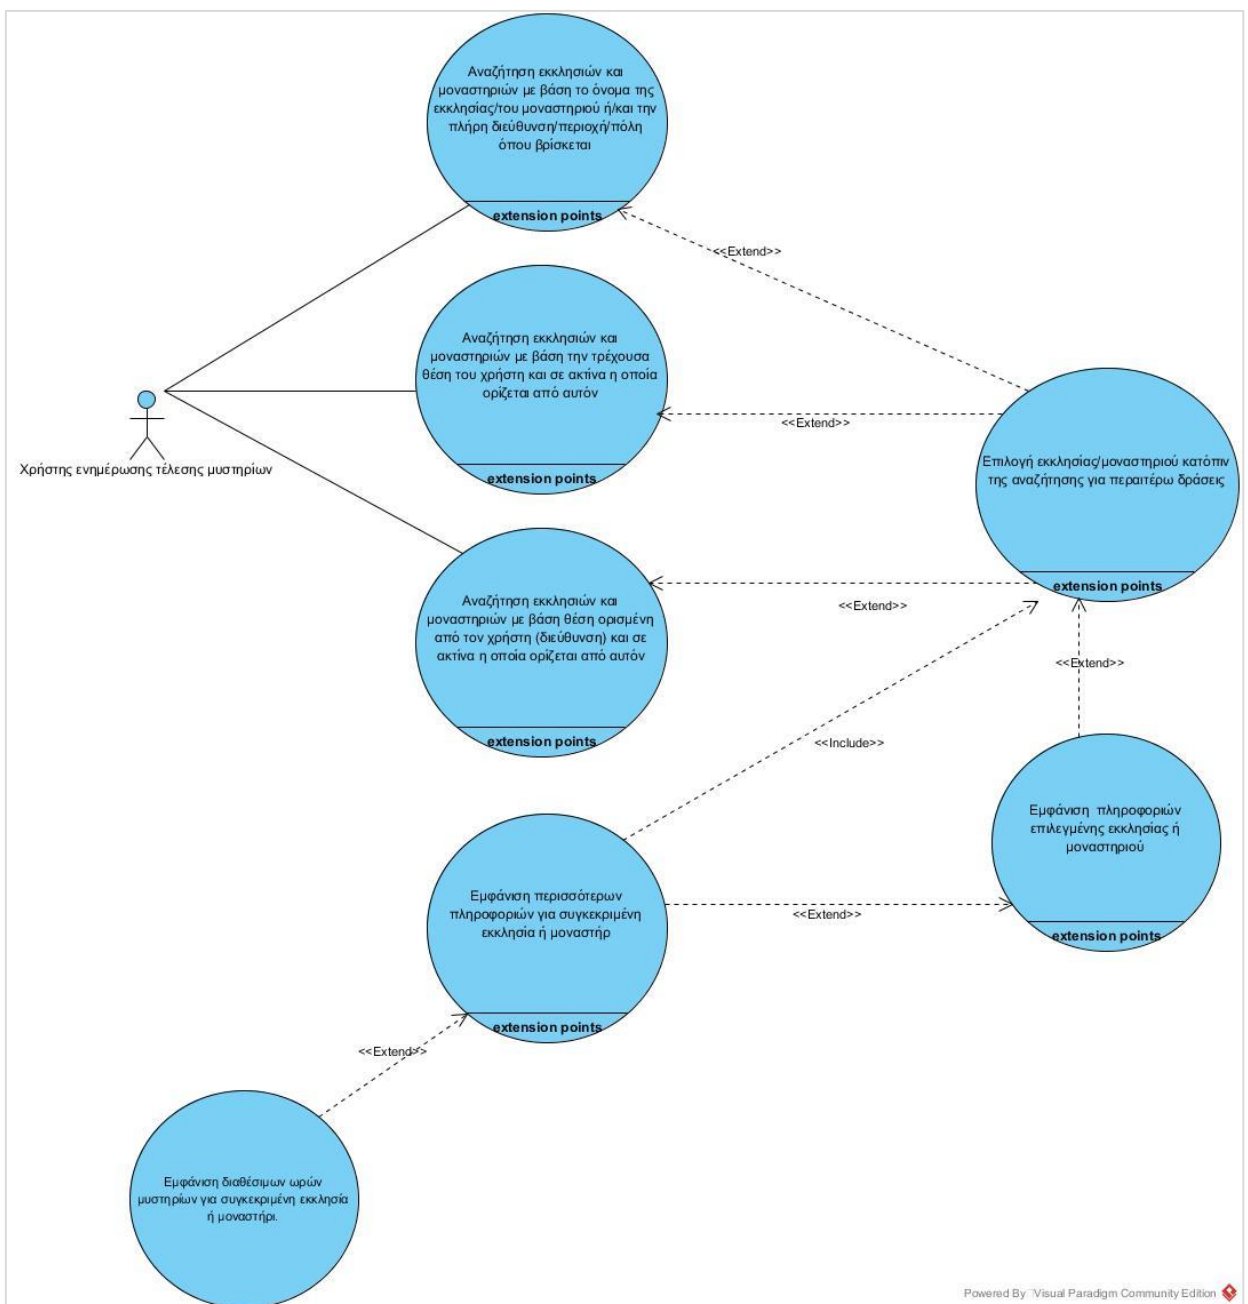 Αναζήτηση εκκλησιών και
μοναστηριών με βάση το όνομα της
εκκλησίας/του μοναστηριού ή/και την
πλήρη διεύθυνση/περιοχή/πόλη
όπου βρίσκεται
extension points
<<Extend>>
Αναζήτηση εκκλησιών και
μοναστηριών με βάση την τρέχουσα
θέση του χρήστη και σε ακτίνα η οποία
ορίζεται από αυτόν
extension points
<<Extend>>
Χρήστης ενημέρωσης τέλεσης μυστηρίων
Επιλογή εκκλησίας/μοναστηριού κατόπιν
της αναζήτησης για περαιτέρω δράσεις
extension points
Αναζήτηση εκκλησιών και
μοναστηριών με βάση θέση ορισμένη
από τον χρήστη (διεύθυνση) και σε
ακτίνα η οποία ορίζεται από αυτόν
extension points
<<Extend>>
<<Extend>>
<<Include>>
Εμφάνιση πληροφοριών
επιλεγμένης εκκλησίας ή
μοναστηριού
extension points
Εμφάνιση περισσότερων
πληροφοριών για συγκεκριμένη
εκκλησία ή μοναστήρ
extension points
<<Extend>>
<<Extend>>
Εμφάνιση διαθέσιμων ωρών
μυστηρίων για συγκεκριμένη εκκλησία
ή μοναστήρι.
Powered By Visual Paradigm Community Edition